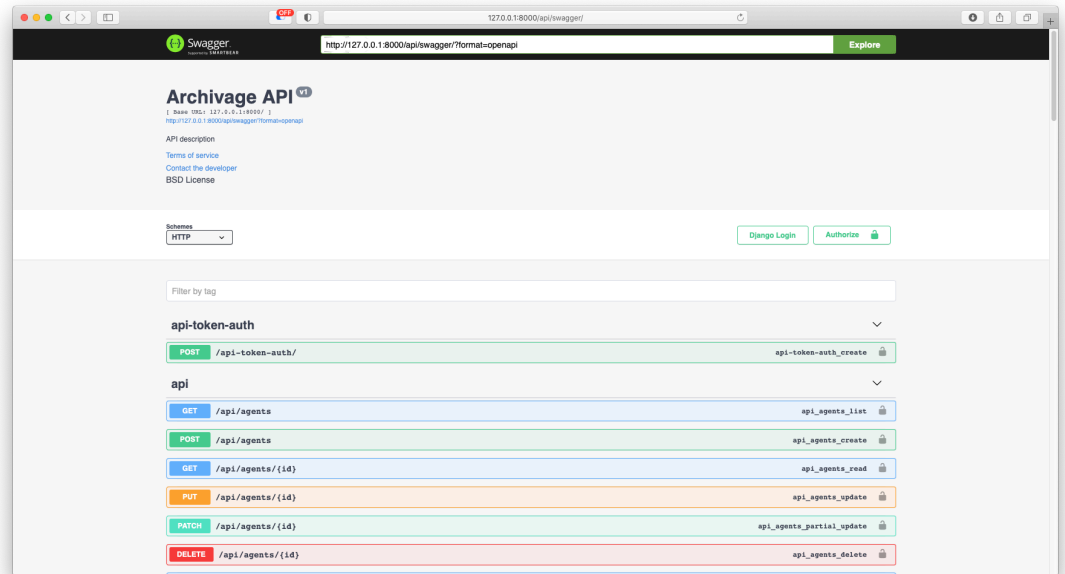 OFF
127.0.0.1:8000/api/swagger/
Swagger
Supported by SMARTBEAR
http://127.0.0.1:8000/api/swagger/?format=openapi
Explore
Archivage API v1
[ Base URL: 127.0.0.1:8000/ ]
http://127.0.0.1:8000/api/swagger/?format=openapi
API description
Terms of service
Contact the developer
BSD License
Schemes
HTTP
Django Login
Authorize
Filter by tag
api-token-auth
POST /api-token-auth/ api-token-auth_create
api
GET /api/agents api_agents_list
POST /api/agents api_agents_create
GET /api/agents/{id} api_agents_read
PUT /api/agents/{id} api_agents_update
PATCH /api/agents/{id} api_agents_partial_update
DELETE /api/agents/{id} api_agents_delete